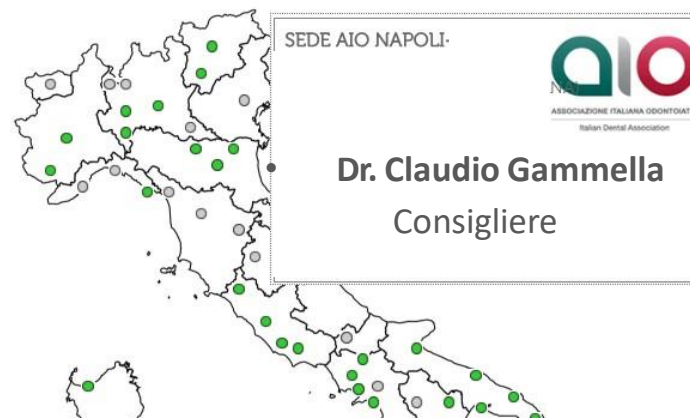 SEDE AIO NAPOLI·
aio
ASSOCIAZIONE ITALIANA ODONTOIAT
Italian Dental Association
Dr. Claudio Gammella
Consigliere